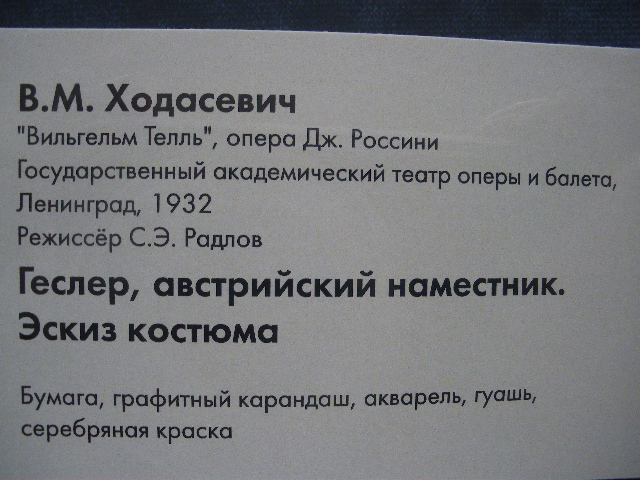 В.М. Ходасевич
"Вильгельм Телль", опера Дж. Россини
Государственный академический театр оперы и балета,
Ленинград, 1932
Режиссёр С.Э. Радлов
Геслер, австрийский наместник.
Эскиз костюма
Бумага, графитный карандаш, акварель, гуашь,
серебряная краска